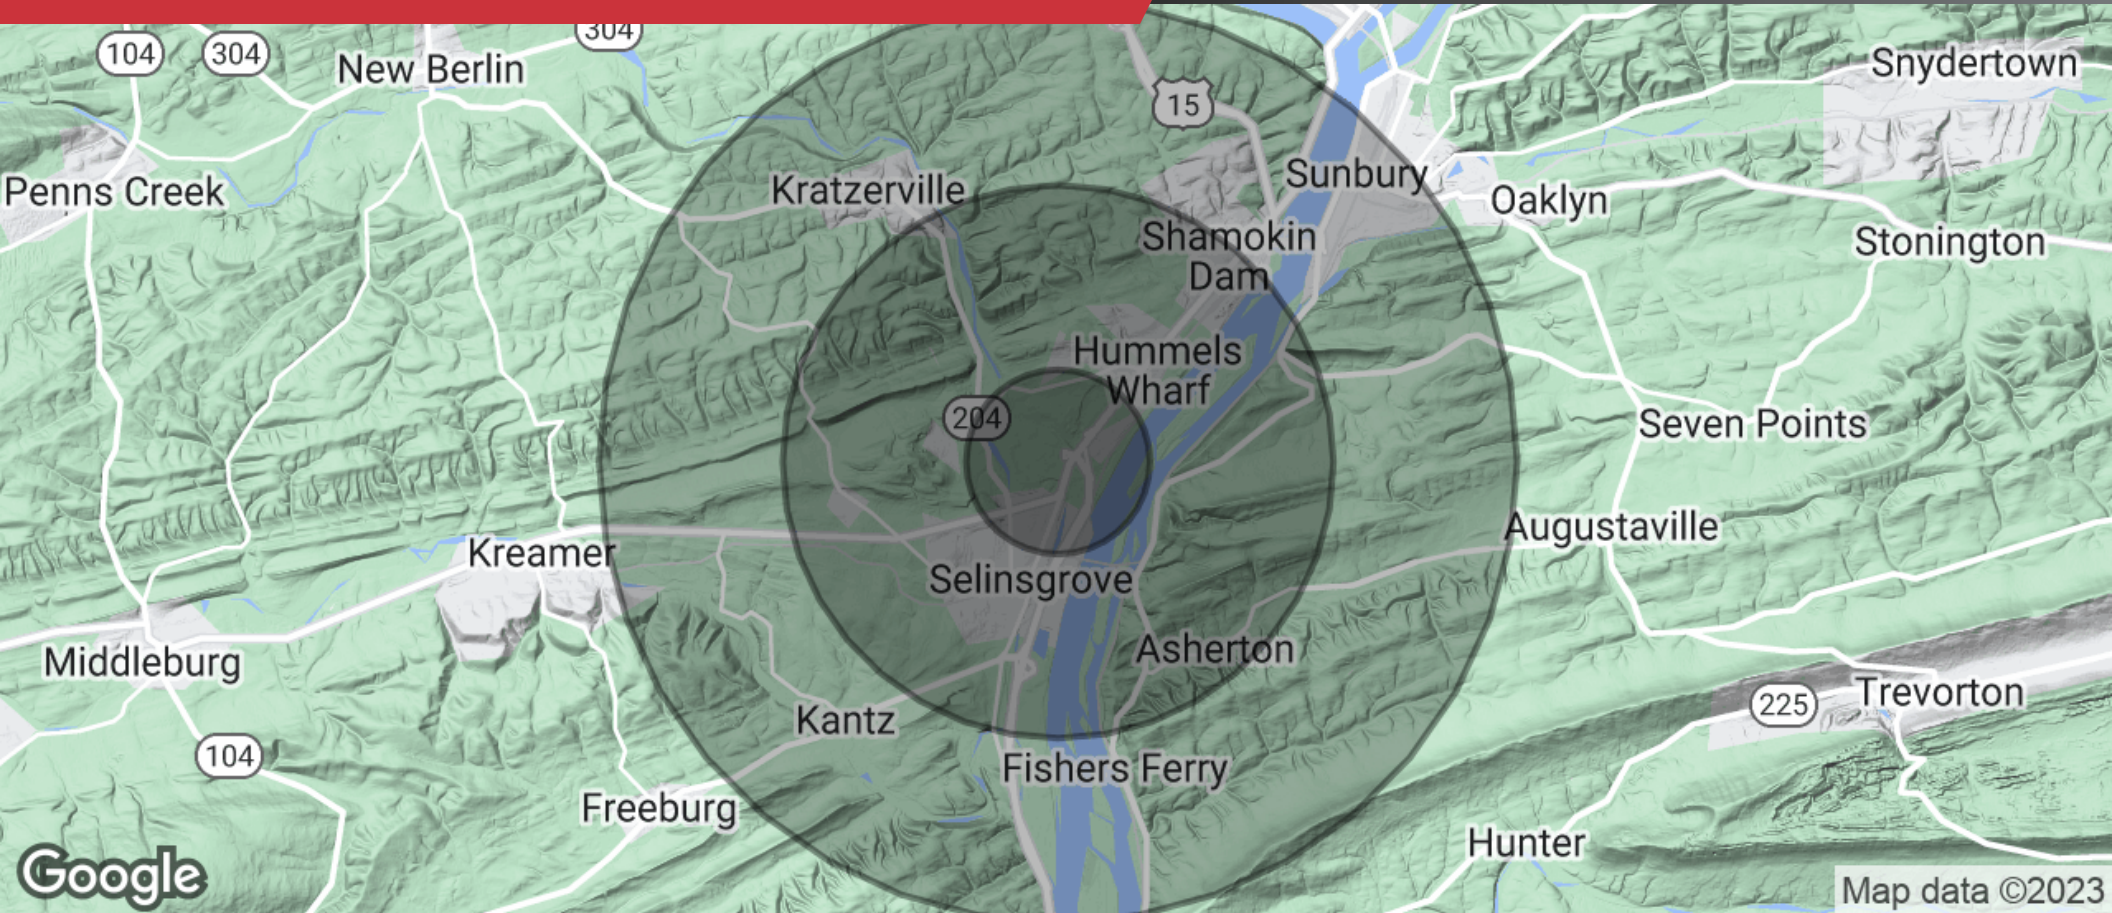 304
104
304
New Berlin
Snydertown
15
Penns Creek
Kratzerville
Sunbury
Oaklyn
Shamokin
Dam
Stonington
Hummels
Wharf
204
Seven Points
Augustaville
Kreamer
Selinsgrove
Asherton
Middleburg
Trevorton
225
Kantz
104
Fishers Ferry
Freeburg
Hunter
Google
Map data ©2023